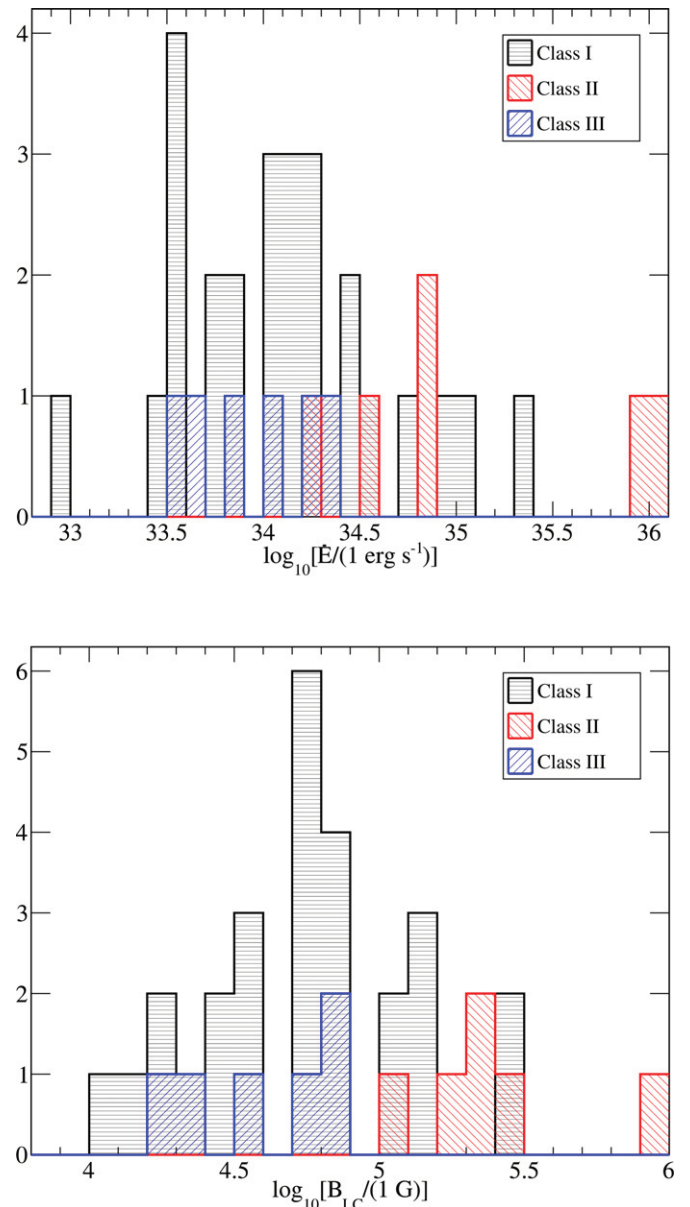 4
3
2
1
0
Class I
Class II
Class III
33 33.5 34 34.5 35 35.5 36
log₁₀[Ė/(1 erg s⁻¹)]
6
5
4
3
2
1
0
Class I
Class II
Class III
4 4.5 5 5.5 6
log₁₀[B_LC/(1 G)]